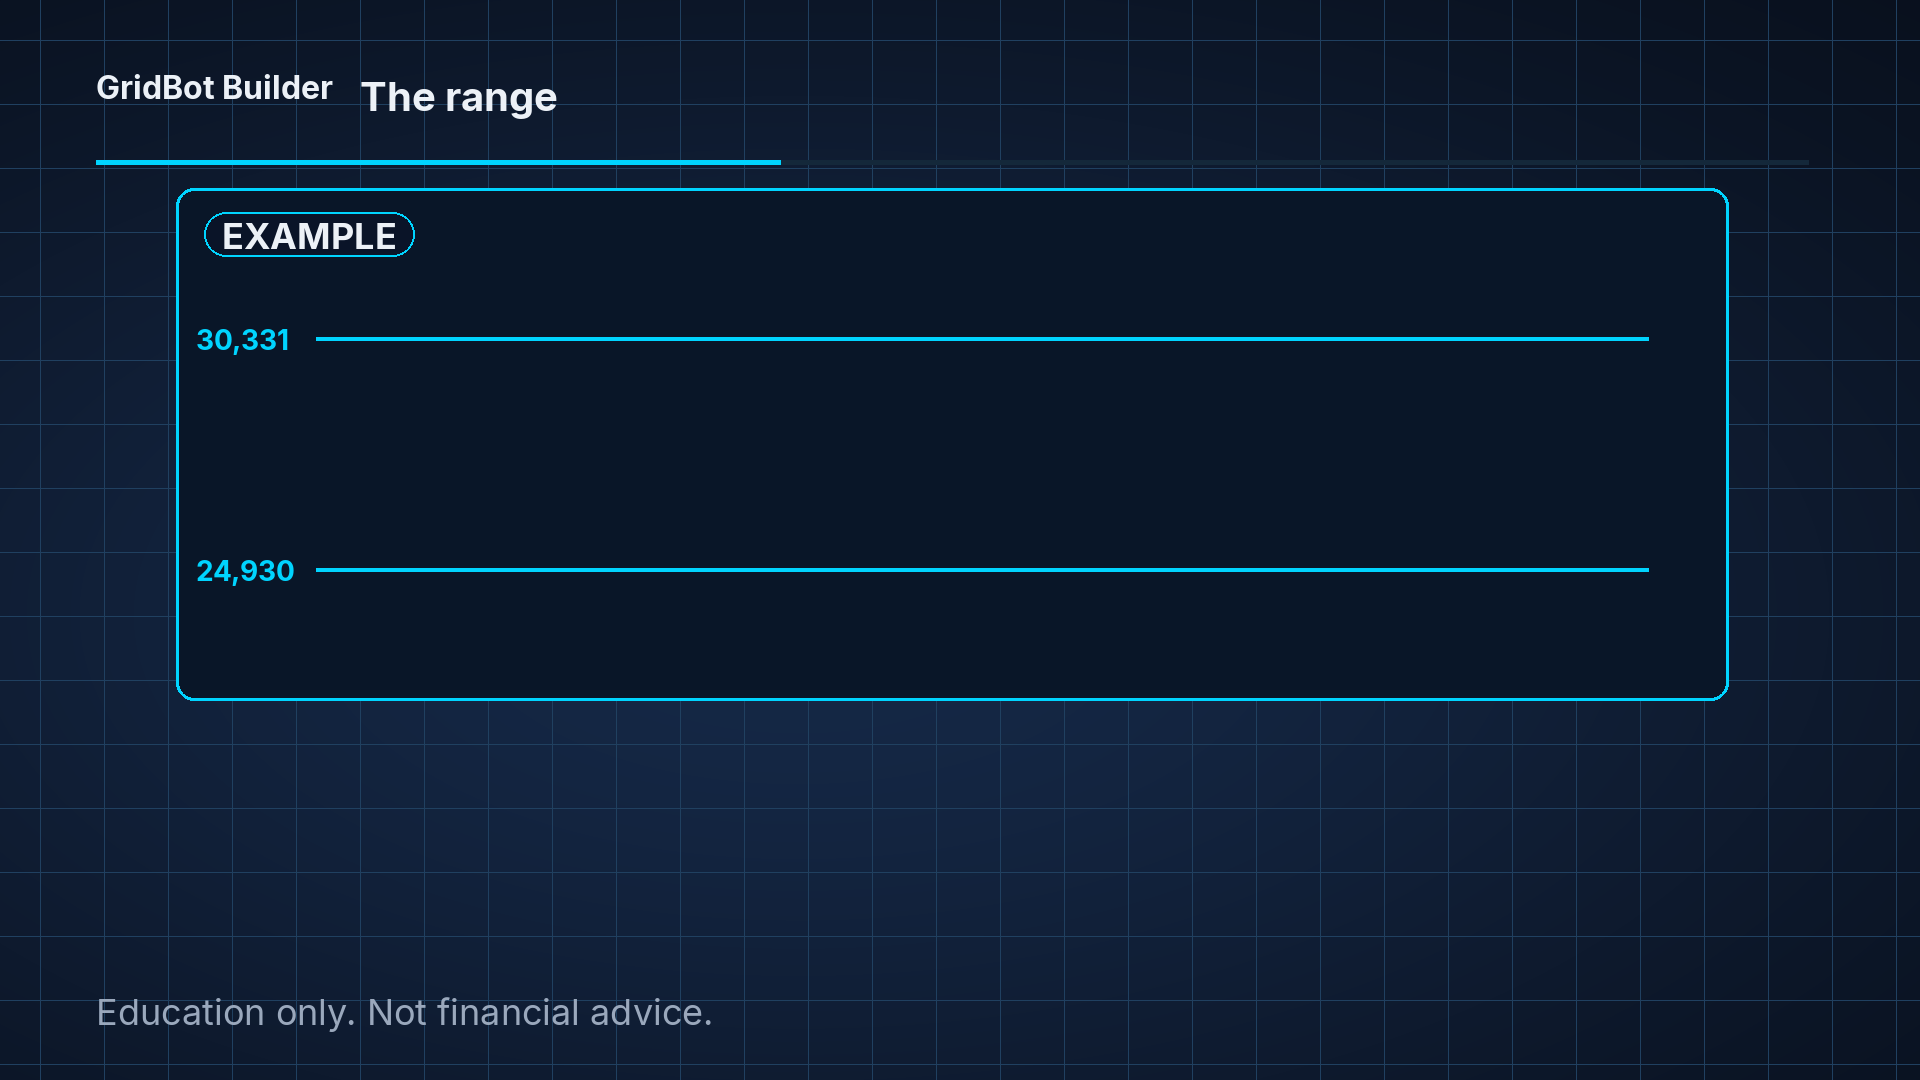 GridBot Builder
The range
EXAMPLE
30,331
24,930
Education only. Not financial advice.